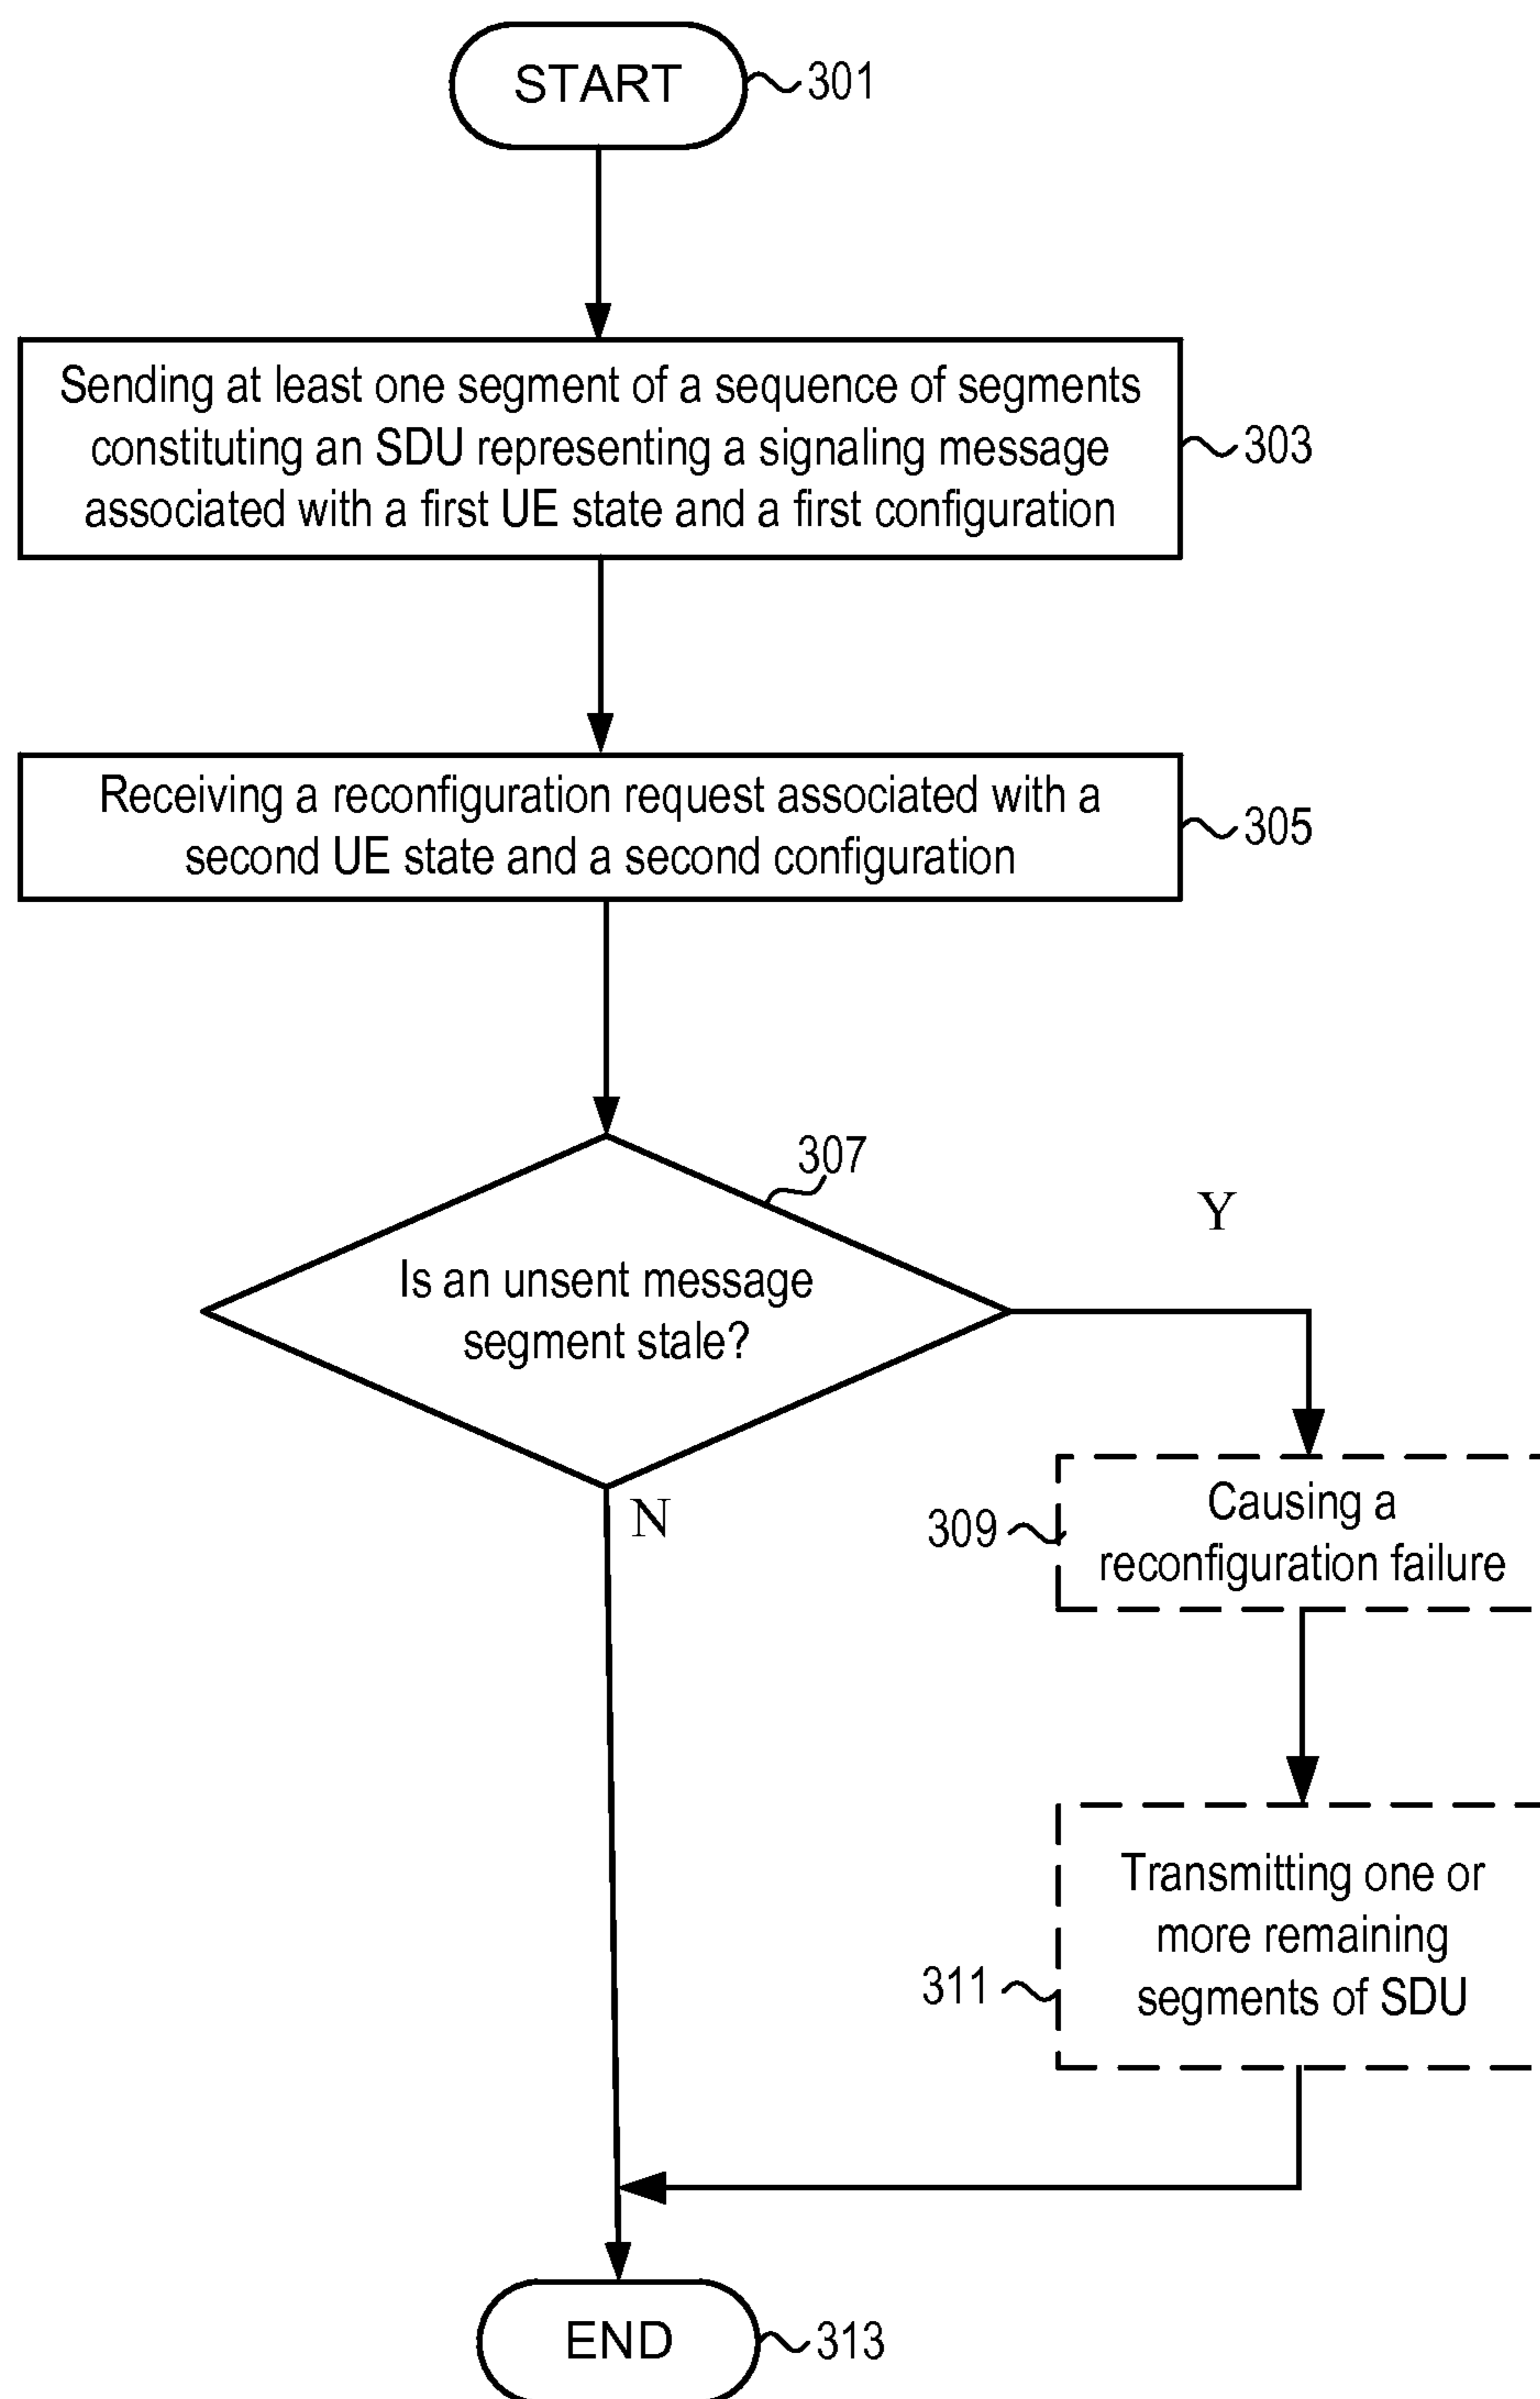 START
301
Sending at least one segment of a sequence of segments
constituting an SDU representing a signaling message
associated with a first UE state and a first configuration
303
Receiving a reconfiguration request associated with a
second UE state and a second configuration
305
307
Is an unsent message
segment stale?
Y
N
309
Causing a
reconfiguration failure
311
Transmitting one or
more remaining
segments of SDU
END
313